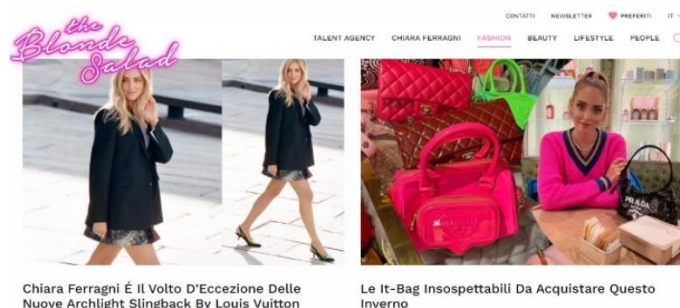 CONTATTI NEWSLETTER PREFERITI IT
the
Blonde
Salad
TALENT AGENCY CHIARA FERRAGNI FASHION BEAUTY LIFESTYLE PEOPLE
PRADA
Chiara Ferragni É Il Volto D'Eccezione Delle
Nuove Archlight Slingback By Louis Vuitton
Le It-Bag Insospettabili Da Acquistare Questo
Inverno